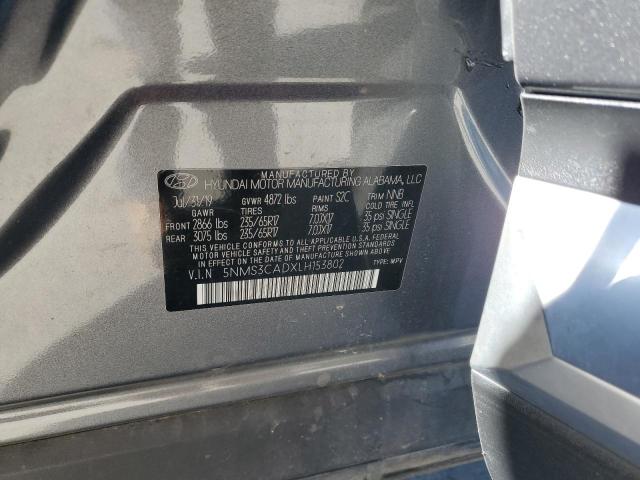 MANUFACTURED BY
HYUNDAI MOTOR MANUFACTURING ALABAMA, LLC
Jul/31/19 GVWR 4872 lbs PAINT S2C TRIM NNB
GAWR TIRES RIMS COLD TIRE INFL
FRONT 2866 lbs 235/65R17 7.0JX17 35 psi SINGLE
REAR 3075 lbs 235/65R17 7.0JX17 35 psi SINGLE
THIS VEHICLE CONFORMS TO ALL APPLICABLE FEDERAL MOTOR VEHICLE
SAFETY AND THEFT PREVENTION STANDARDS IN EFFECT ON THE DATE OF
MANUFACTURE SHOWN ABOVE.
V.I.N 5NMS3CADXLH153802 TYPE: MPV